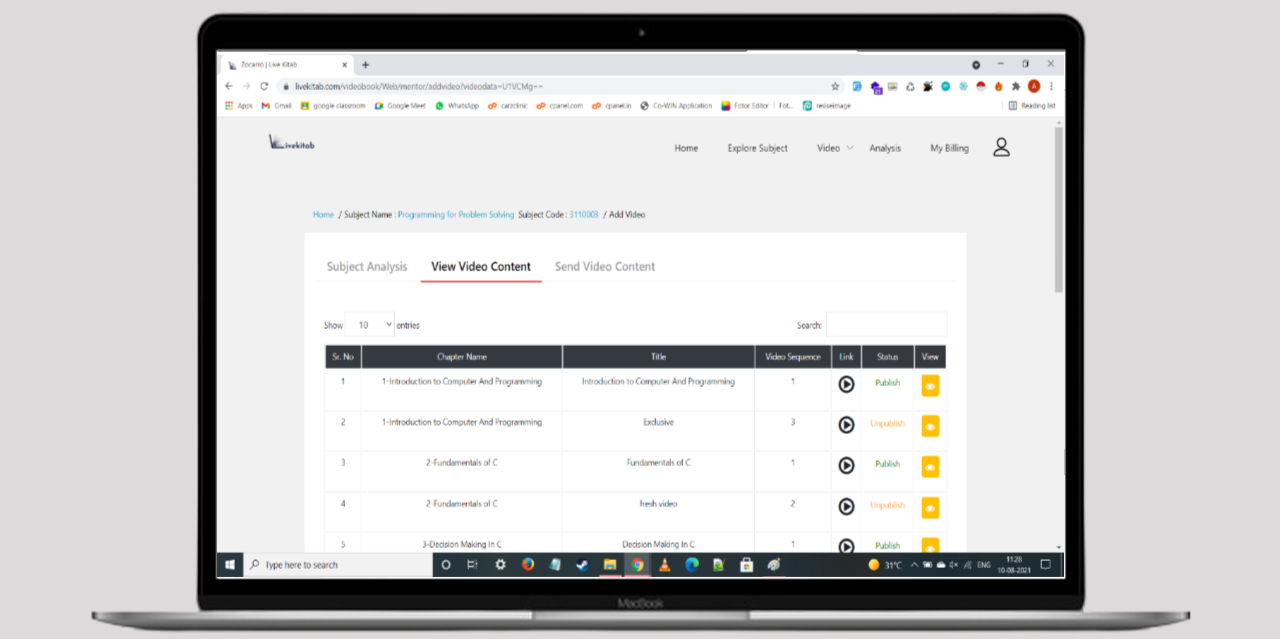 Zocarro | Live Kitab
livekitab.com/videobook/Web/mentor/addvideo?videodata=U1VCMg==
Apps Gmail google classroom Google Meet WhatsApp carzclinic cpanel.com cpanel.in Co-WIN Application Fotor Editor | Fot... resiseimage Reading list
ivekitab
Home Explore Subject Video Analysis My Billing
Home / Subject Name : Programming for Problem Solving Subject Code : 3110003 / Add Video
Subject Analysis View Video Content Send Video Content
Show 10 entries Search:
Sr. No Chapter Name Title Video Sequence Link Status View
1 1-Introduction to Computer And Programming Introduction to Computer And Programming 1 Publish
2 1-Introduction to Computer And Programming Exclusive 3 Unpublish
3 2-Fundamentals of C Fundamentals of C 1 Publish
4 2-Fundamentals of C fresh video 2 Unpublish
5 3-Decision Making In C Decision Making In C 1 Publish
Type here to search 31°C ENG 11:28
10-08-2021
MacBook